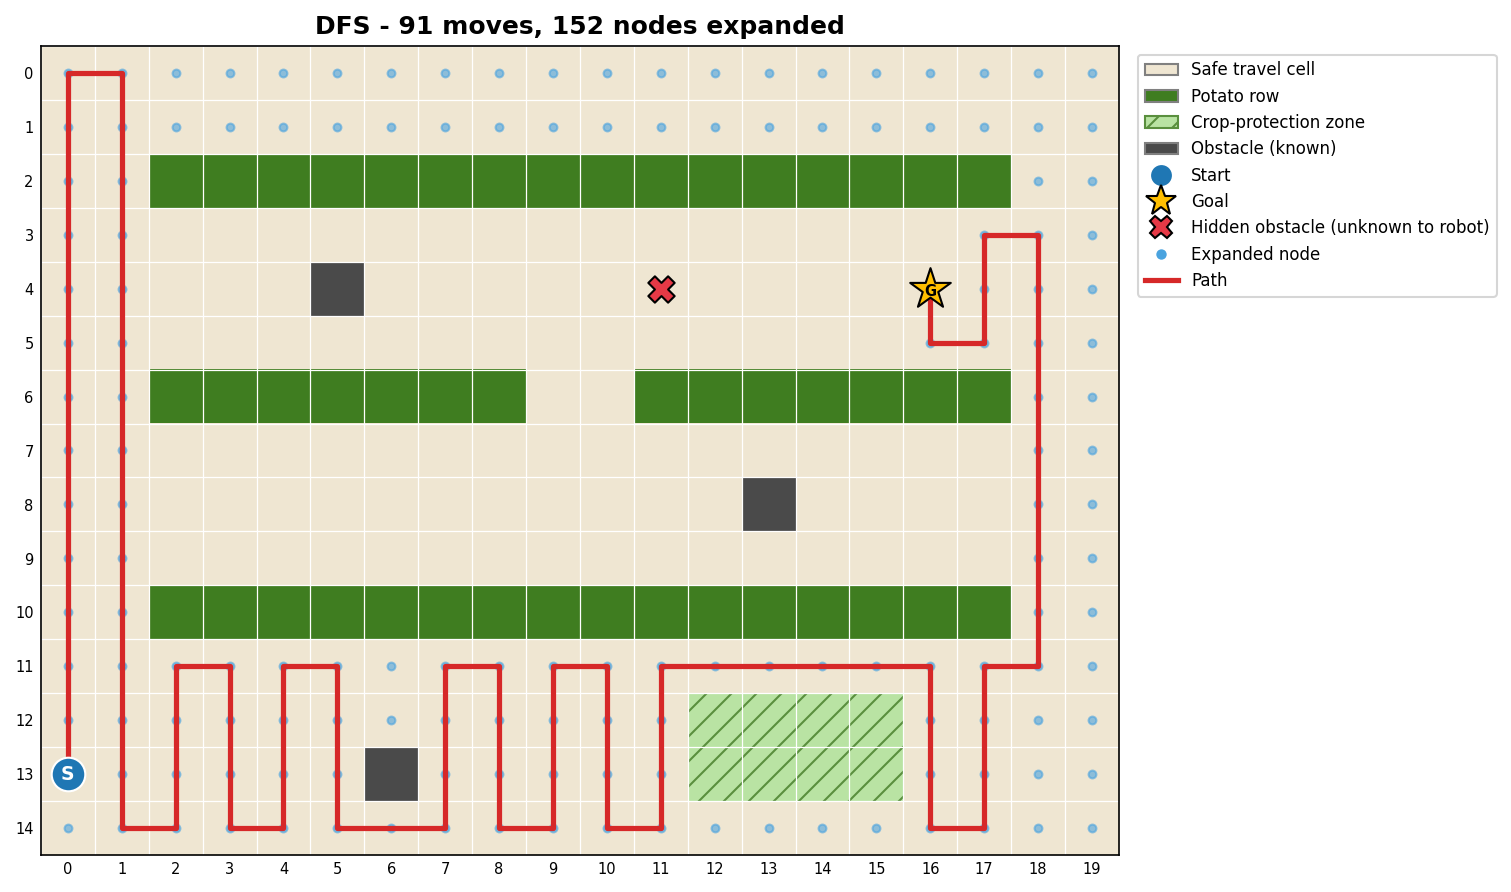 DFS - 91 moves, 152 nodes expanded
0
1
2
3
4
5
6
7
8
9
10
11
12
13
14
G
S
0 1 2 3 4 5 6 7 8 9 10 11 12 13 14 15 16 17 18 19
Safe travel cell
Potato row
Crop-protection zone
Obstacle (known)
Start
Goal
Hidden obstacle (unknown to robot)
Expanded node
Path